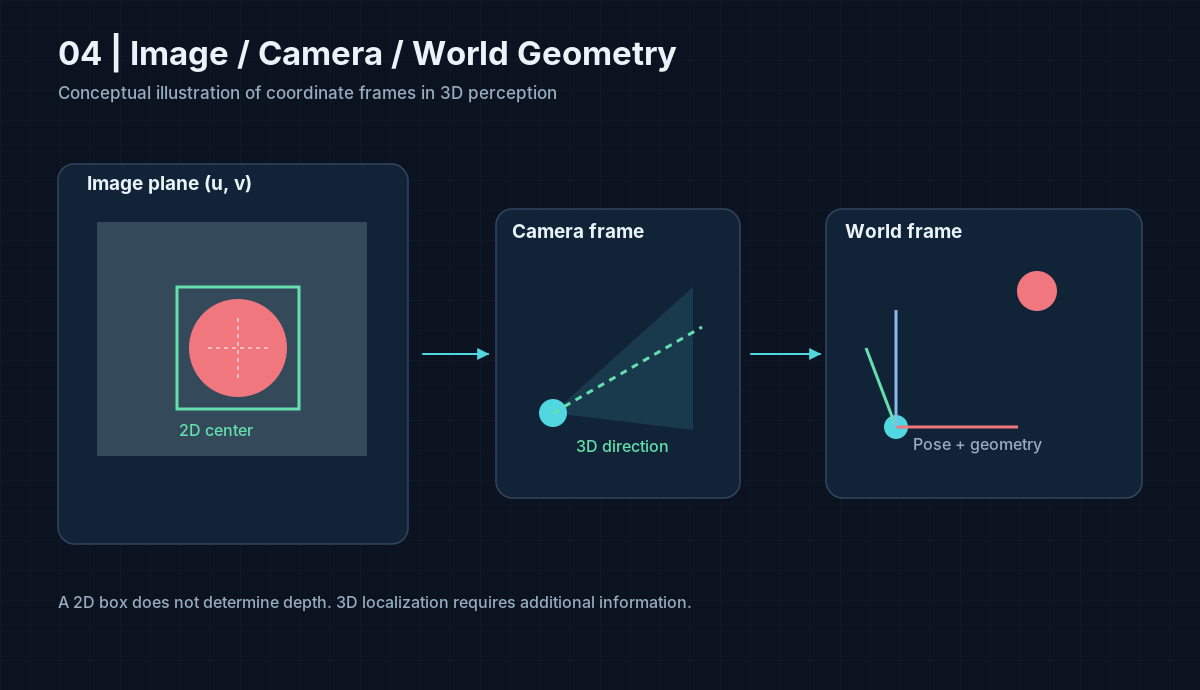 04 | Image / Camera / World Geometry
Conceptual illustration of coordinate frames in 3D perception
Image plane (u, v)
2D center
Camera frame
3D direction
World frame
Pose + geometry
A 2D box does not determine depth. 3D localization requires additional information.